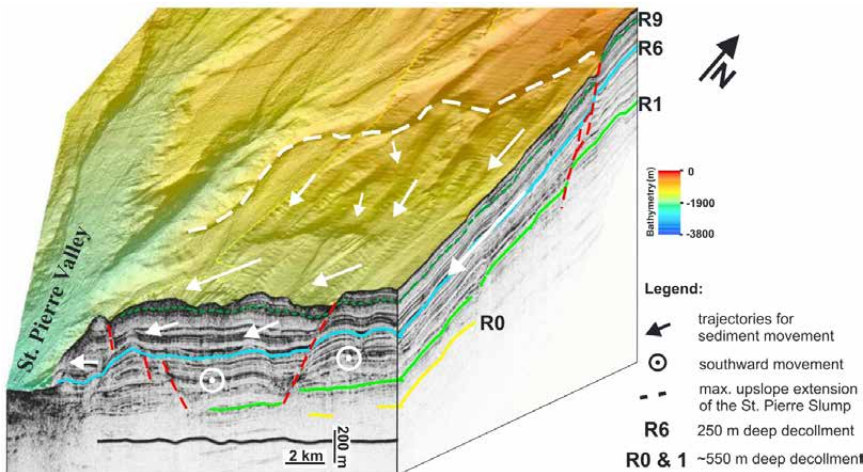 R9
R6
R1
N
Bathymetry (m)
0
-1900
-3800
St. Pierre Valley
R0
200 m
2 km
Legend:
trajectories for
sediment movement
southward movement
max. upslope extension
of the St. Pierre Slump
R6 250 m deep decollment
R0 & 1 ~550 m deep decollment